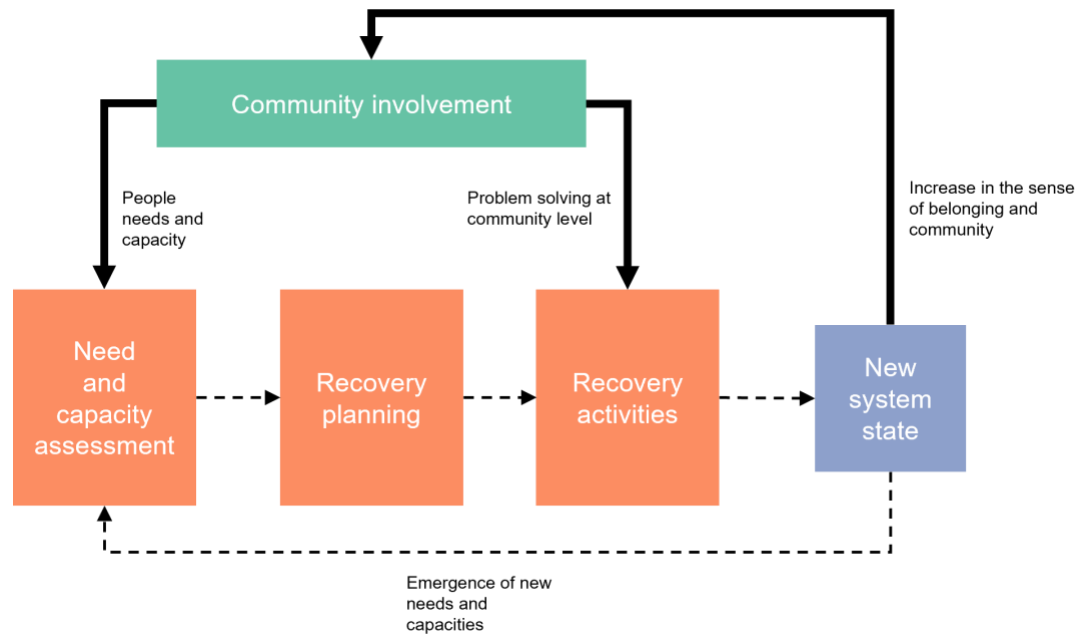 Community involvement
People
needs and
capacity
Problem solving at
community level
Increase in the sense
of belonging and
community
Need
and
capacity
assessment
Recovery
planning
Recovery
activities
New
system
state
Emergence of new
needs and
capacities